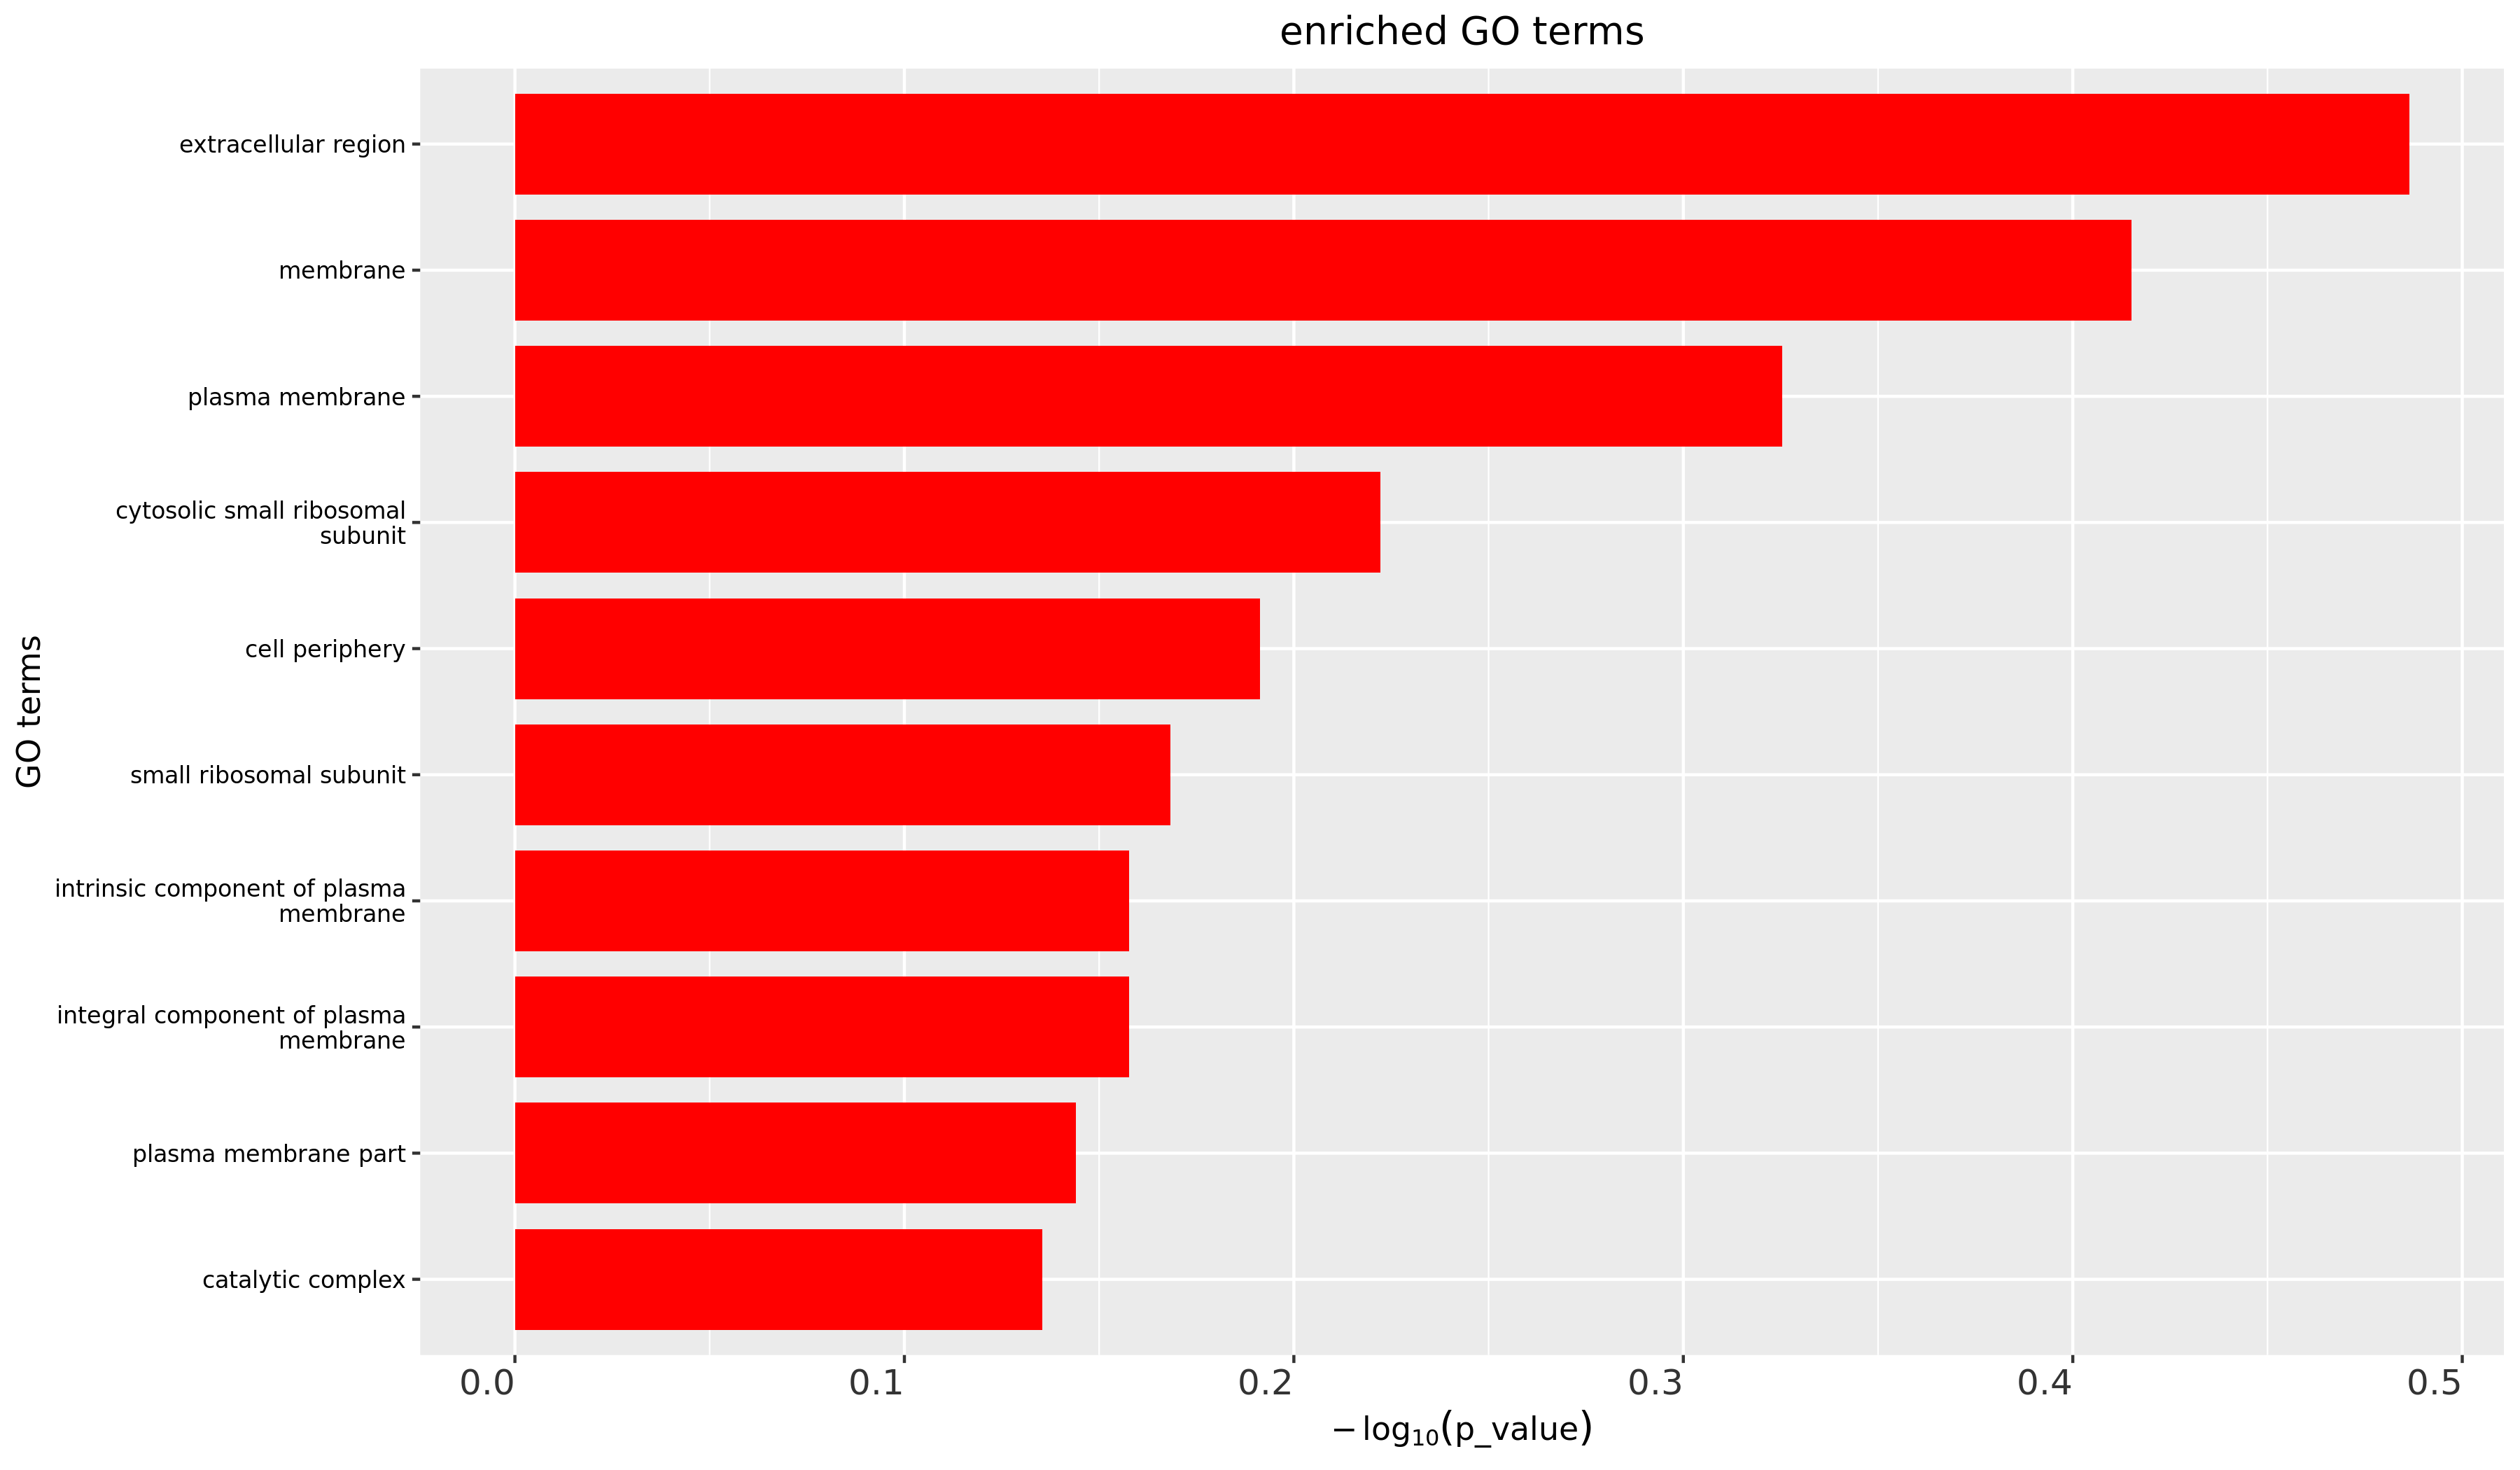 enriched GO terms
extracellular region
membrane
plasma membrane
cytosolic small ribosomal
subunit
cell periphery
small ribosomal subunit
intrinsic component of plasma
membrane
integral component of plasma
membrane
plasma membrane part
catalytic complex
GO terms
0.0 0.1 0.2 0.3 0.4 0.5
−log10(p_value)